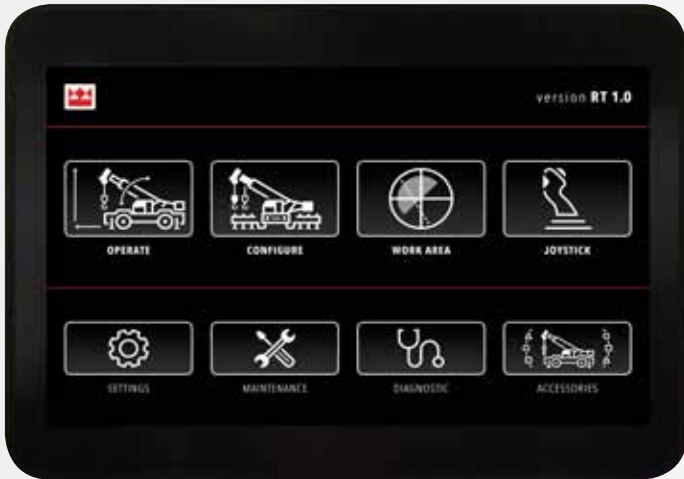 version RT 1.0
OPERATE
CONFIGURE
WORK AREA
JOYSTICK
SETTINGS
MAINTENANCE
DIAGNOSTIC
ACCESSORIES